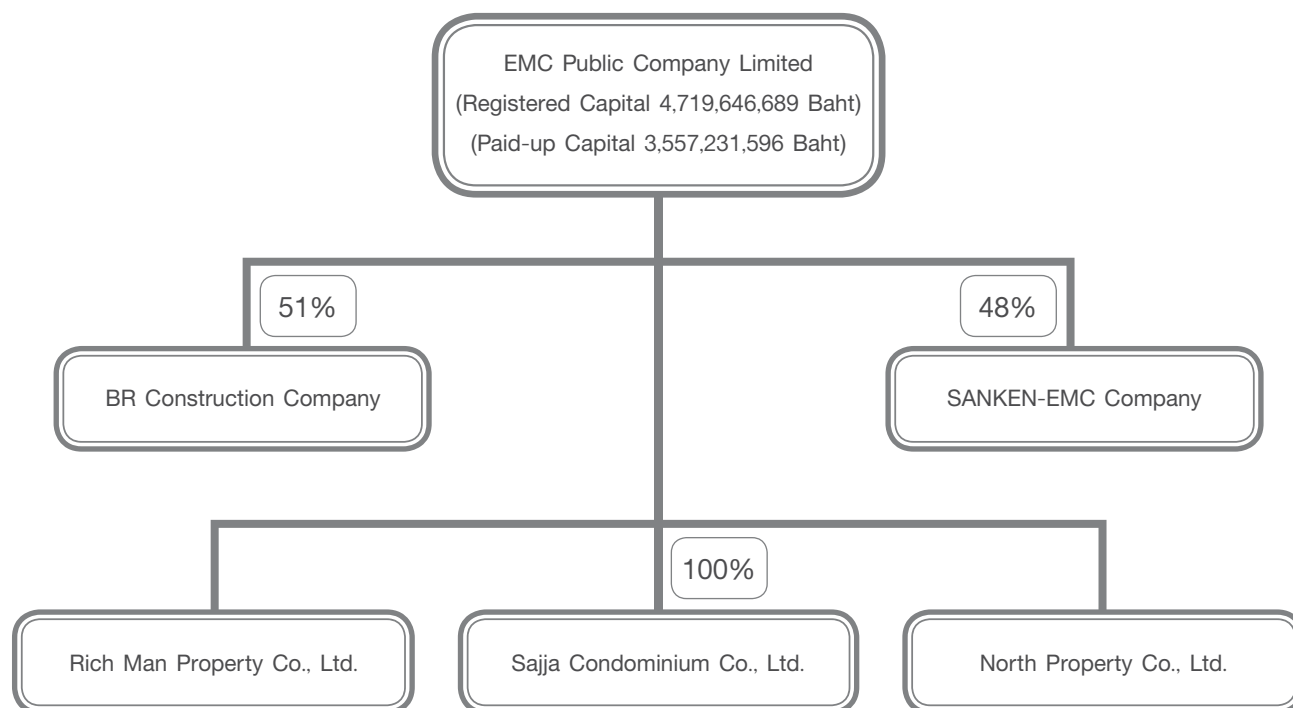 EMC Public Company Limited
(Registered Capital 4,719,646,689 Baht)
(Paid-up Capital 3,557,231,596 Baht)
51%
48%
BR Construction Company
SANKEN-EMC Company
100%
Rich Man Property Co., Ltd.
Sajja Condominium Co., Ltd.
North Property Co., Ltd.